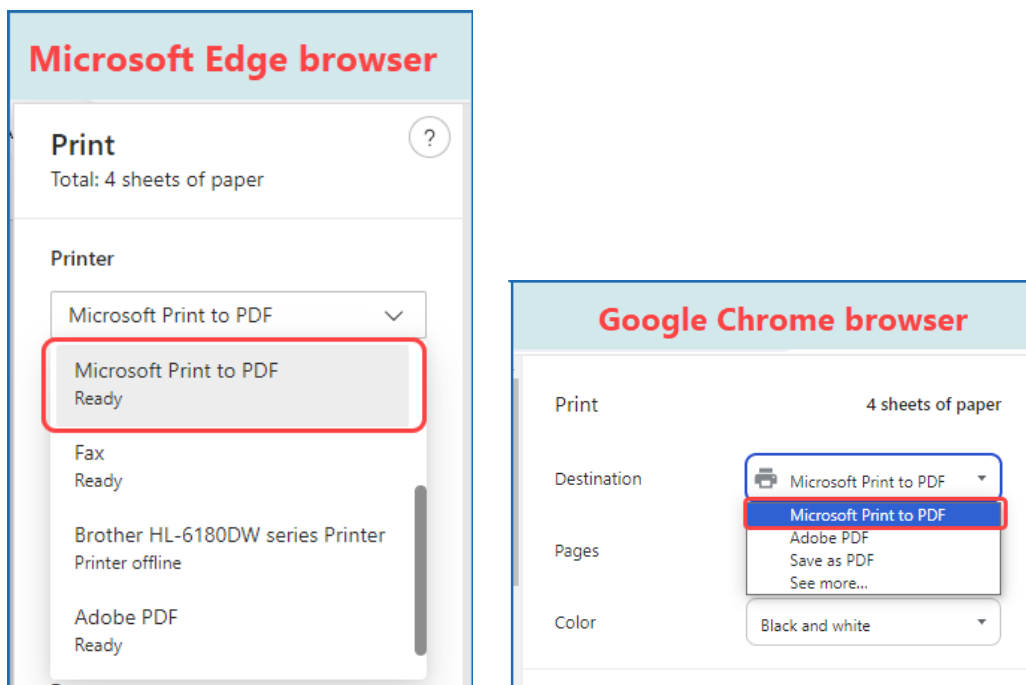 Microsoft Edge browser
Print
?
Total: 4 sheets of paper
Printer
Microsoft Print to PDF
Microsoft Print to PDF
Ready
Fax
Ready
Brother HL-6180DW series Printer
Printer offline
Adobe PDF
Ready
Google Chrome browser
Print
4 sheets of paper
Destination
Microsoft Print to PDF
Microsoft Print to PDF
Adobe PDF
Save as PDF
See more...
Pages
Color
Black and white